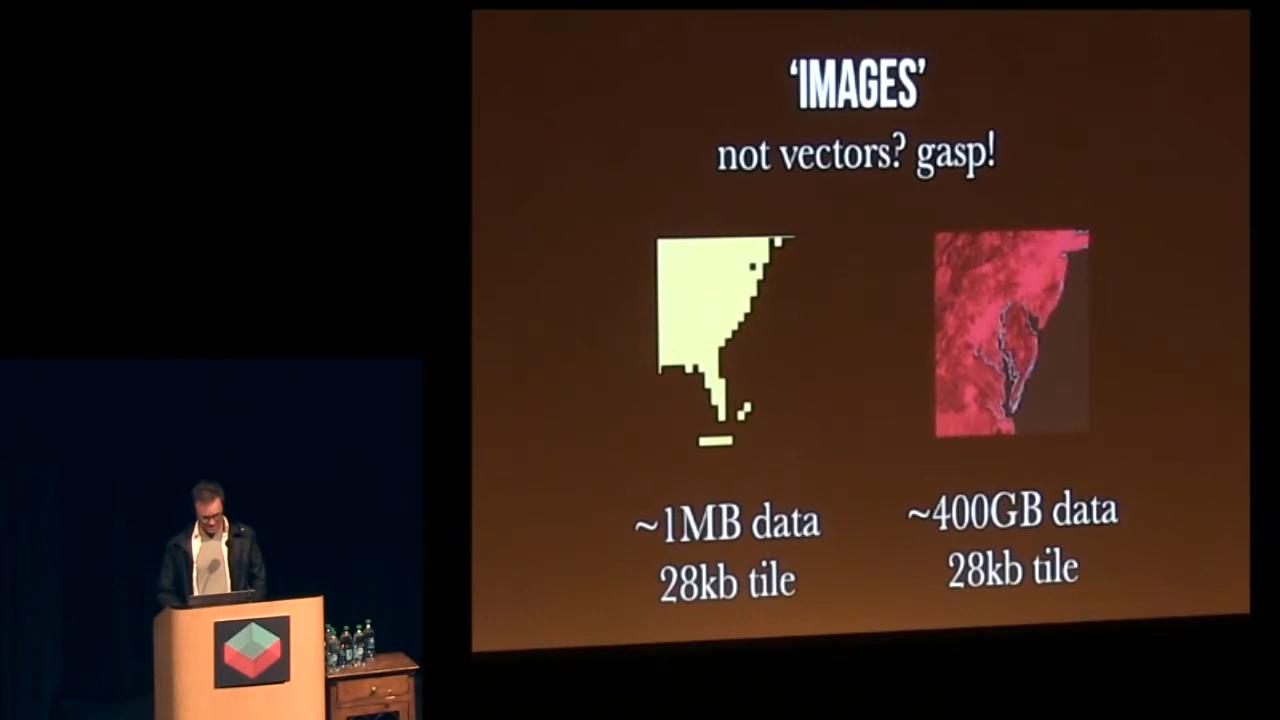 ‘IMAGES’
not vectors? gasp!
~1MB data
28kb tile
~400GB data
28kb tile